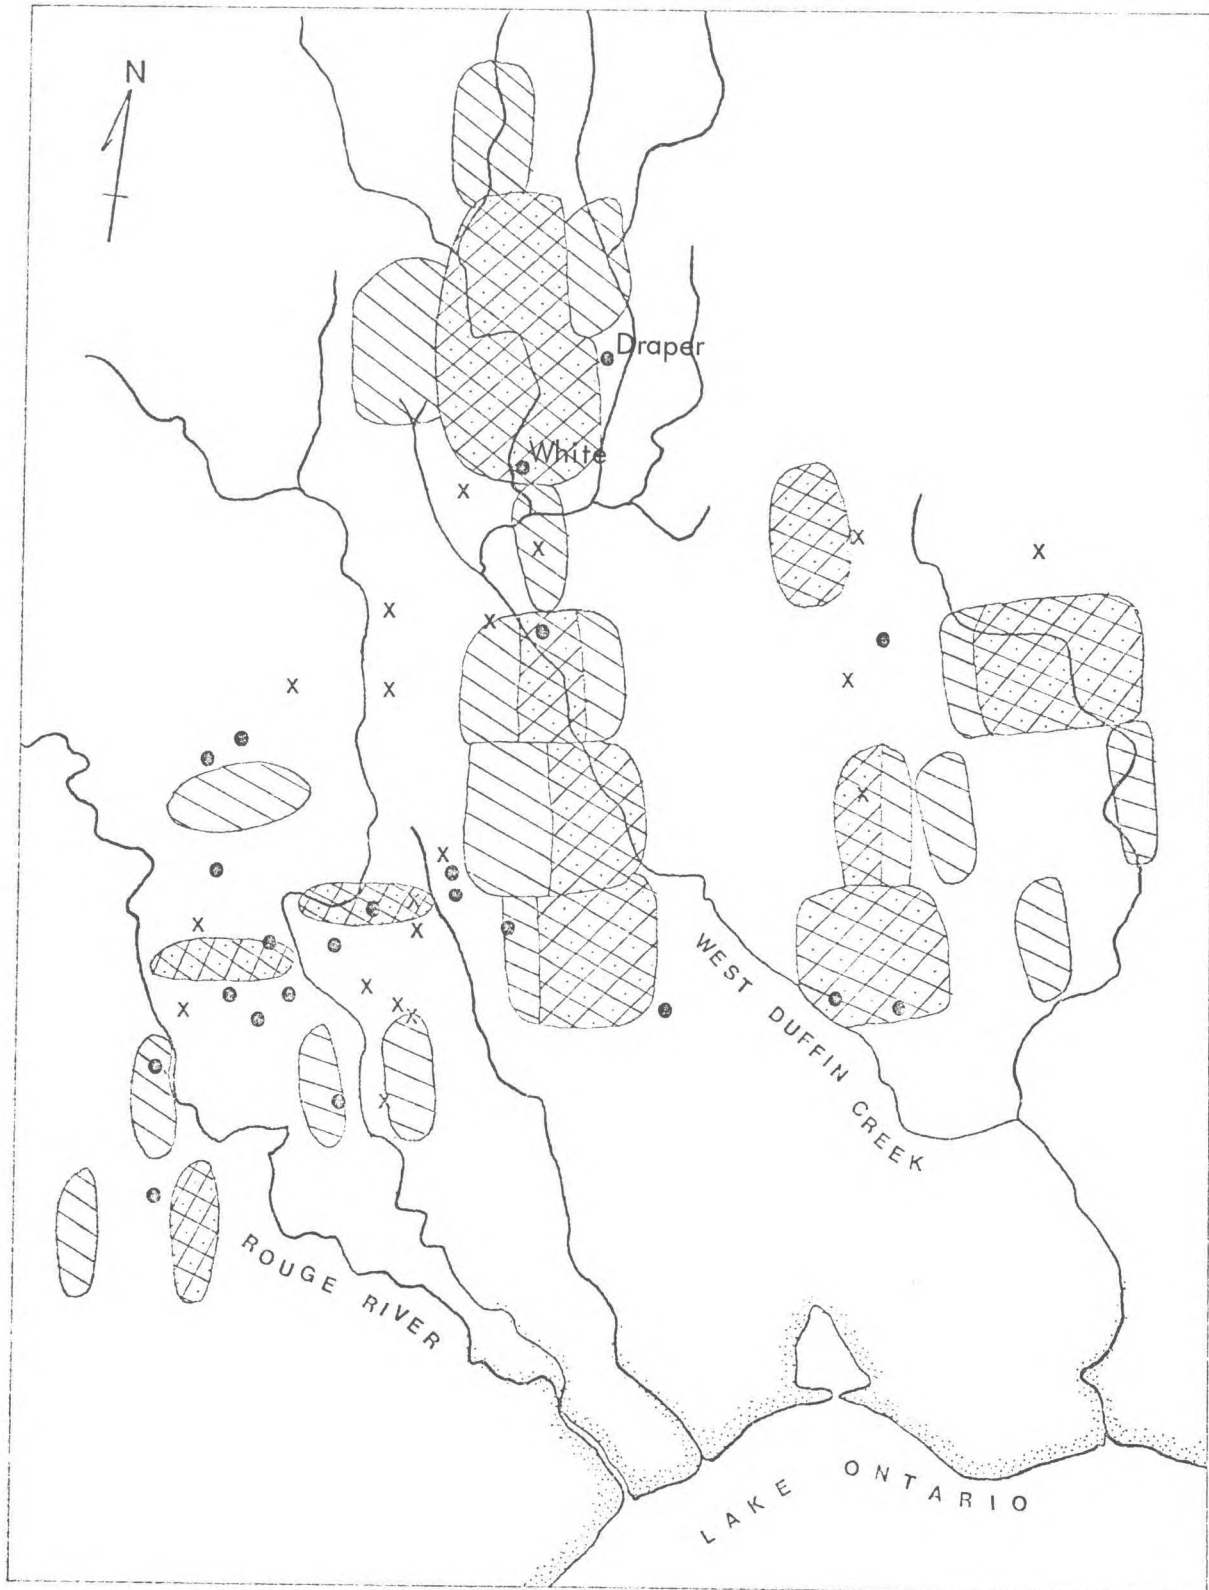 N
Draper
White
WEST DUFFIN CREEK
ROUGE RIVER
LAKE ONTARIO